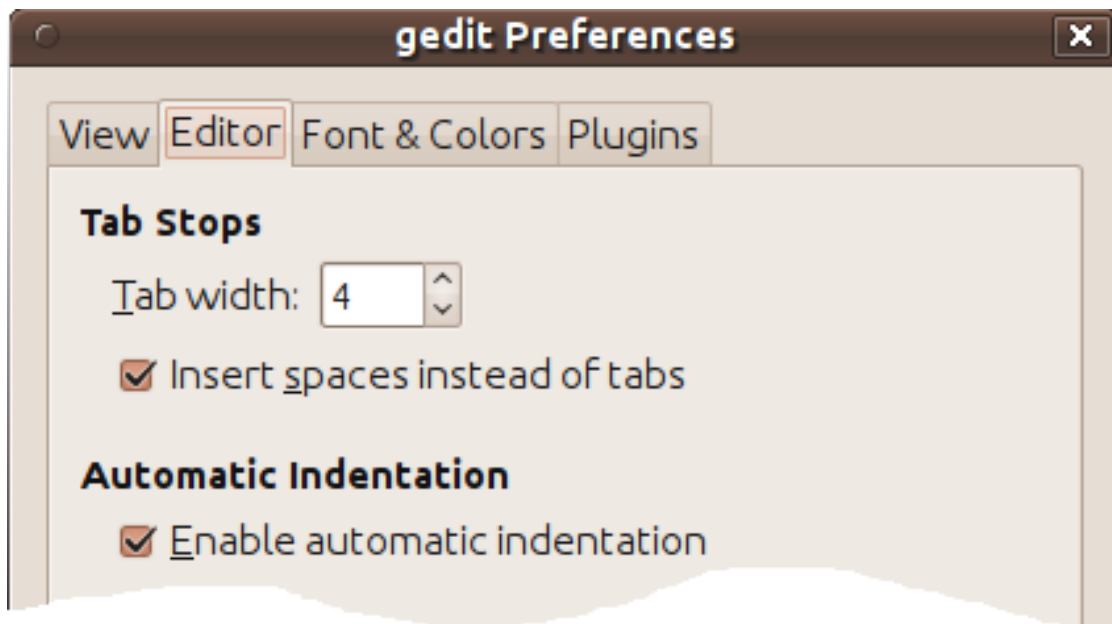 gedit Preferences
View Editor Font & Colors Plugins
Tab Stops
Tab width: 4
Insert spaces instead of tabs
Automatic Indentation
Enable automatic indentation